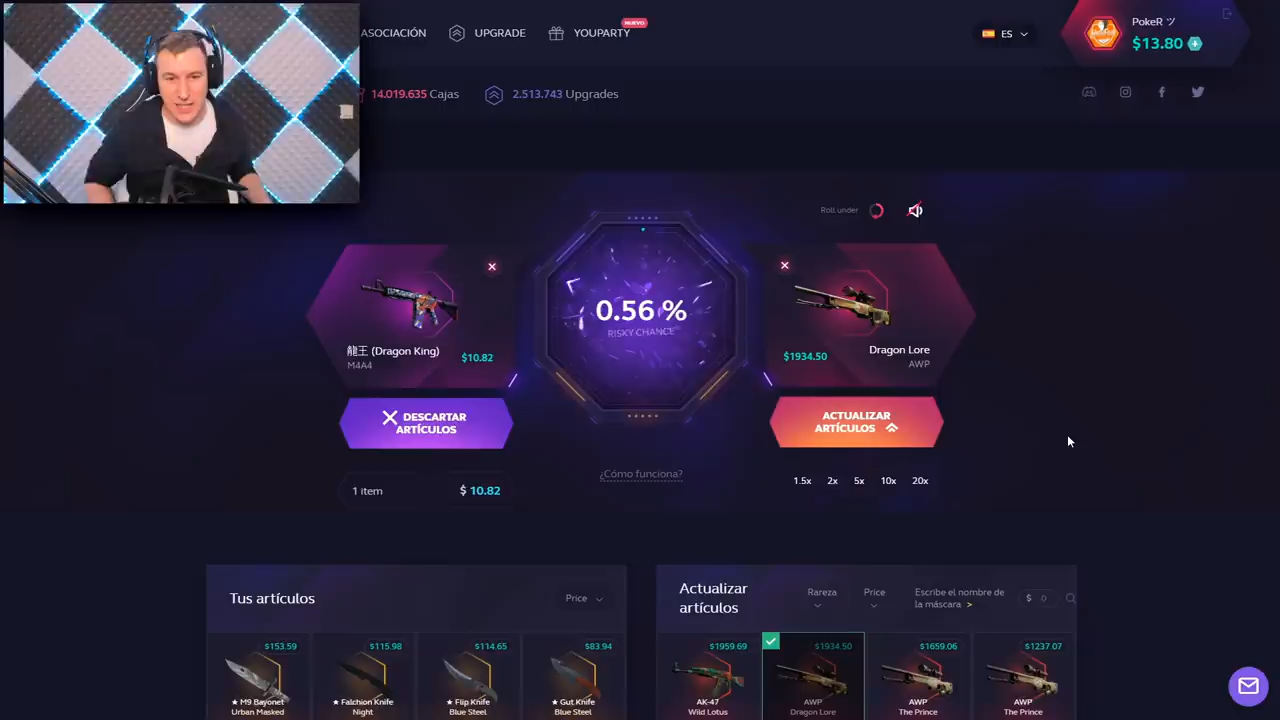 ASOCIACIÓN
UPGRADE
YOUPARTY
NUEVO
ES
PokeR ツ
$13.80
14.019.635 Cajas
2.513.743 Upgrades
Roll under
0.56 %
RISKY CHANCE
龍王 (Dragon King)
M4A4
$10.82
$1934.50
Dragon Lore
AWP
DESCARTAR
ARTÍCULOS
ACTUALIZAR
ARTÍCULOS
1 item
$ 10.82
¿Cómo funciona?
1.5x 2x 5x 10x 20x
Tus artículos
Price
Actualizar
artículos
Rareza
Price
Escribe el nombre de
la máscara >
$ 0
$153.59
★ M9 Bayonet
Urban Masked
$115.98
★ Falchion Knife
Night
$114.65
★ Flip Knife
Blue Steel
$83.94
★ Gut Knife
Blue Steel
$1959.69
AK-47
Wild Lotus
$1934.50
AWP
Dragon Lore
$1659.06
AWP
The Prince
$1237.07
AWP
The Prince